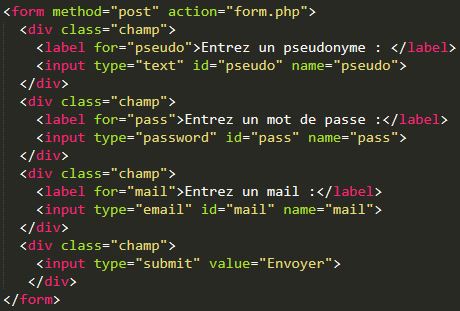 <form method="post" action="form.php">
  <div class="champ">
    <label for="pseudo">Entrez un pseudonyme : </label>
    <input type="text" id="pseudo" name="pseudo">
  </div>
  <div class="champ">
    <label for="pass">Entrez un mot de passe :</label>
    <input type="password" id="pass" name="pass">
  </div>
  <div class="champ">
    <label for="mail">Entrez un mail :</label>
    <input type="email" id="mail" name="mail">
  </div>
  <div class="champ">
    <input type="submit" value="Envoyer">
   </div>
</form>